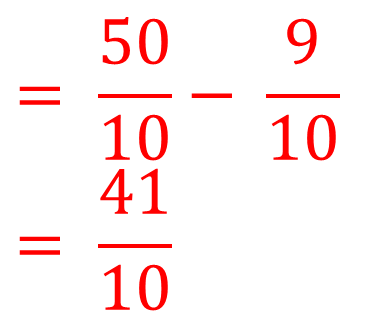 = 50/10 − 9/10
= 41/10